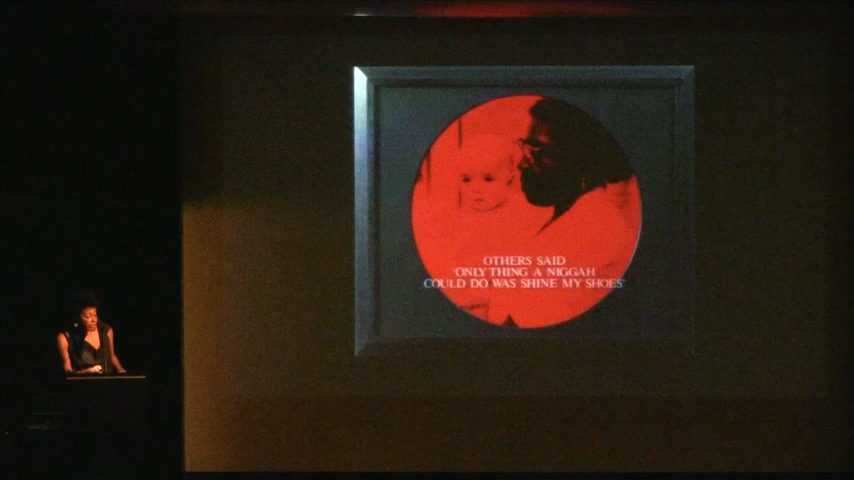 OTHERS SAID
"ONLY THING A NIGGAH
COULD DO WAS SHINE MY SHOES"